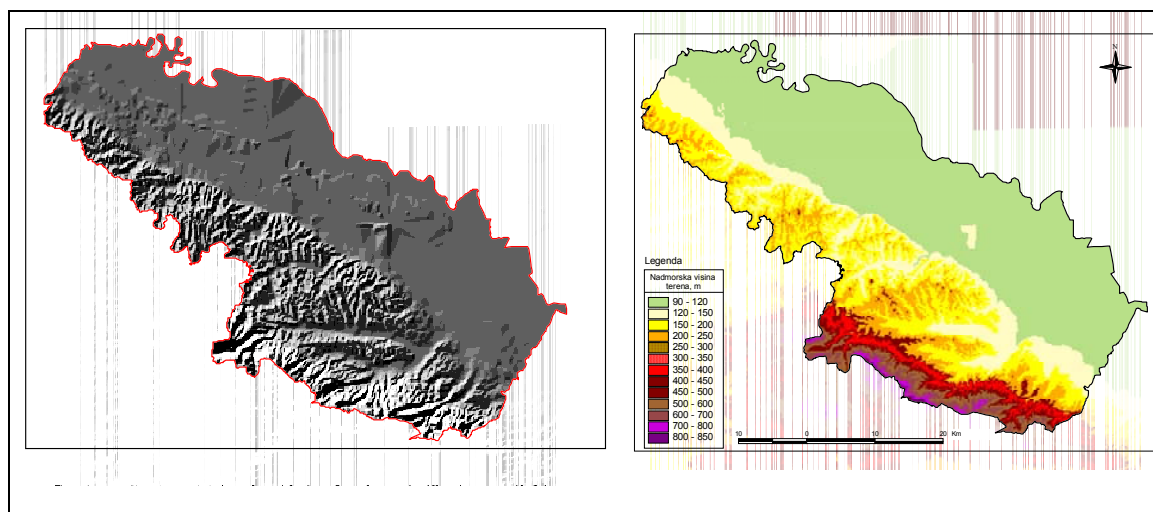 N
Legenda
Nadmorska visina
terena, m
90 - 120
120 - 150
150 - 200
200 - 250
250 - 300
300 - 350
350 - 400
400 - 450
450 - 500
500 - 600
600 - 700
700 - 800
800 - 850
10 0 10 20 Km